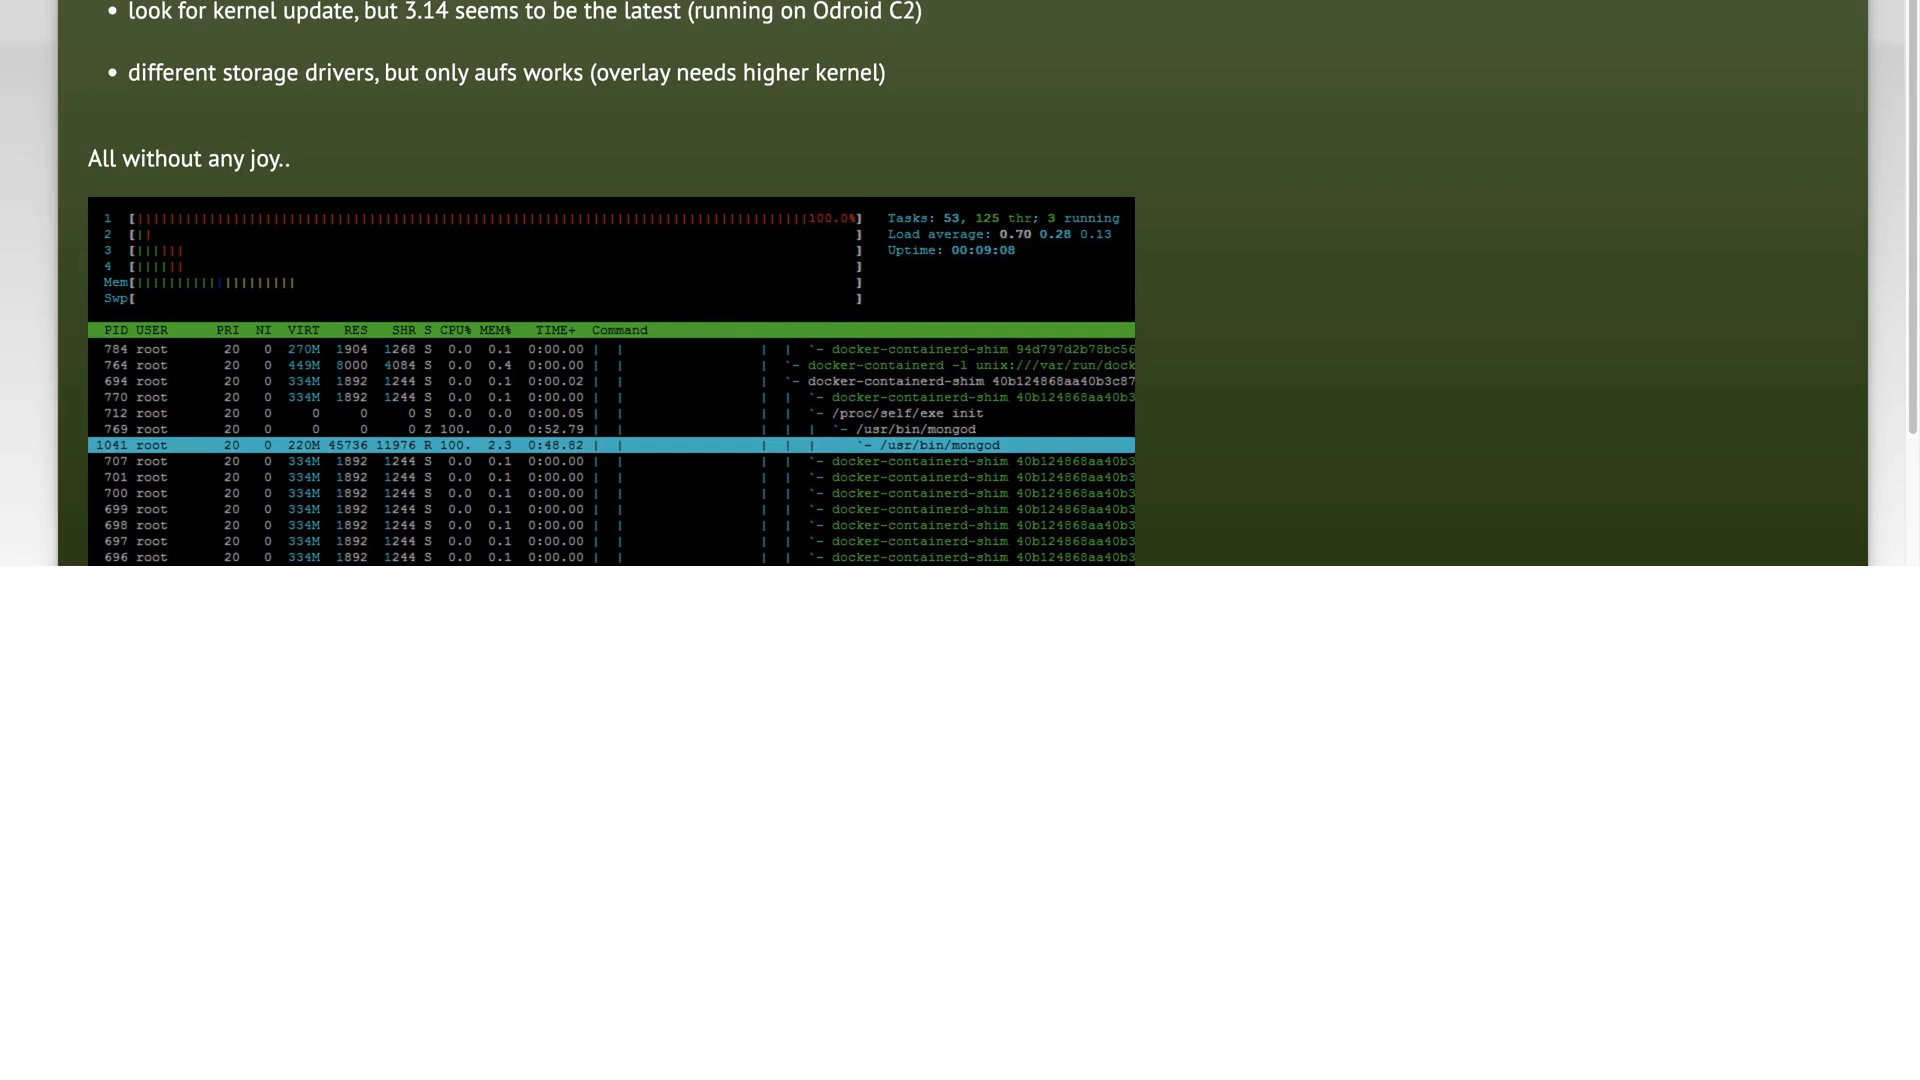 • look for kernel update, but 3.14 seems to be the latest (running on Odroid C2)
• different storage drivers, but only aufs works (overlay needs higher kernel)
All without any joy..
1 [||||||||||||||||||||||||||||||||||||||||||||||||||||||||||||||||||||||||||||||||||||100.0%] Tasks: 53, 125 thr; 3 running
2 [|| ] Load average: 0.70 0.28 0.13
3 [|||||| ] Uptime: 00:09:08
4 [|||||| ]
Mem[|||||||||||||||||||| ]
Swp[ ]
PID USER PRI NI VIRT RES SHR S CPU% MEM% TIME+ Command
784 root 20 0 270M 1904 1268 S 0.0 0.1 0:00.00 | | | | `- docker-containerd-shim 94d797d2b78bc56
764 root 20 0 449M 8000 4084 S 0.0 0.4 0:00.00 | | | `- docker-containerd -l unix:///var/run/dock
694 root 20 0 334M 1892 1244 S 0.0 0.1 0:00.02 | | | `- docker-containerd-shim 40b124868aa40b3c87
770 root 20 0 334M 1892 1244 S 0.0 0.1 0:00.00 | | | | `- docker-containerd-shim 40b124868aa40b3
712 root 20 0 0 0 0 S 0.0 0.0 0:00.05 | | | | `- /proc/self/exe init
769 root 20 0 0 0 0 Z 100. 0.0 0:52.79 | | | | | `- /usr/bin/mongod
1041 root 20 0 220M 45736 11976 R 100. 2.3 0:48.82 | | | | | `- /usr/bin/mongod
707 root 20 0 334M 1892 1244 S 0.0 0.1 0:00.00 | | | | `- docker-containerd-shim 40b124868aa40b3
701 root 20 0 334M 1892 1244 S 0.0 0.1 0:00.00 | | | | `- docker-containerd-shim 40b124868aa40b3
700 root 20 0 334M 1892 1244 S 0.0 0.1 0:00.00 | | | | `- docker-containerd-shim 40b124868aa40b3
699 root 20 0 334M 1892 1244 S 0.0 0.1 0:00.00 | | | | `- docker-containerd-shim 40b124868aa40b3
698 root 20 0 334M 1892 1244 S 0.0 0.1 0:00.00 | | | | `- docker-containerd-shim 40b124868aa40b3
697 root 20 0 334M 1892 1244 S 0.0 0.1 0:00.00 | | | | `- docker-containerd-shim 40b124868aa40b3
696 root 20 0 334M 1892 1244 S 0.0 0.1 0:00.00 | | | | `- docker-containerd-shim 40b124868aa40b3